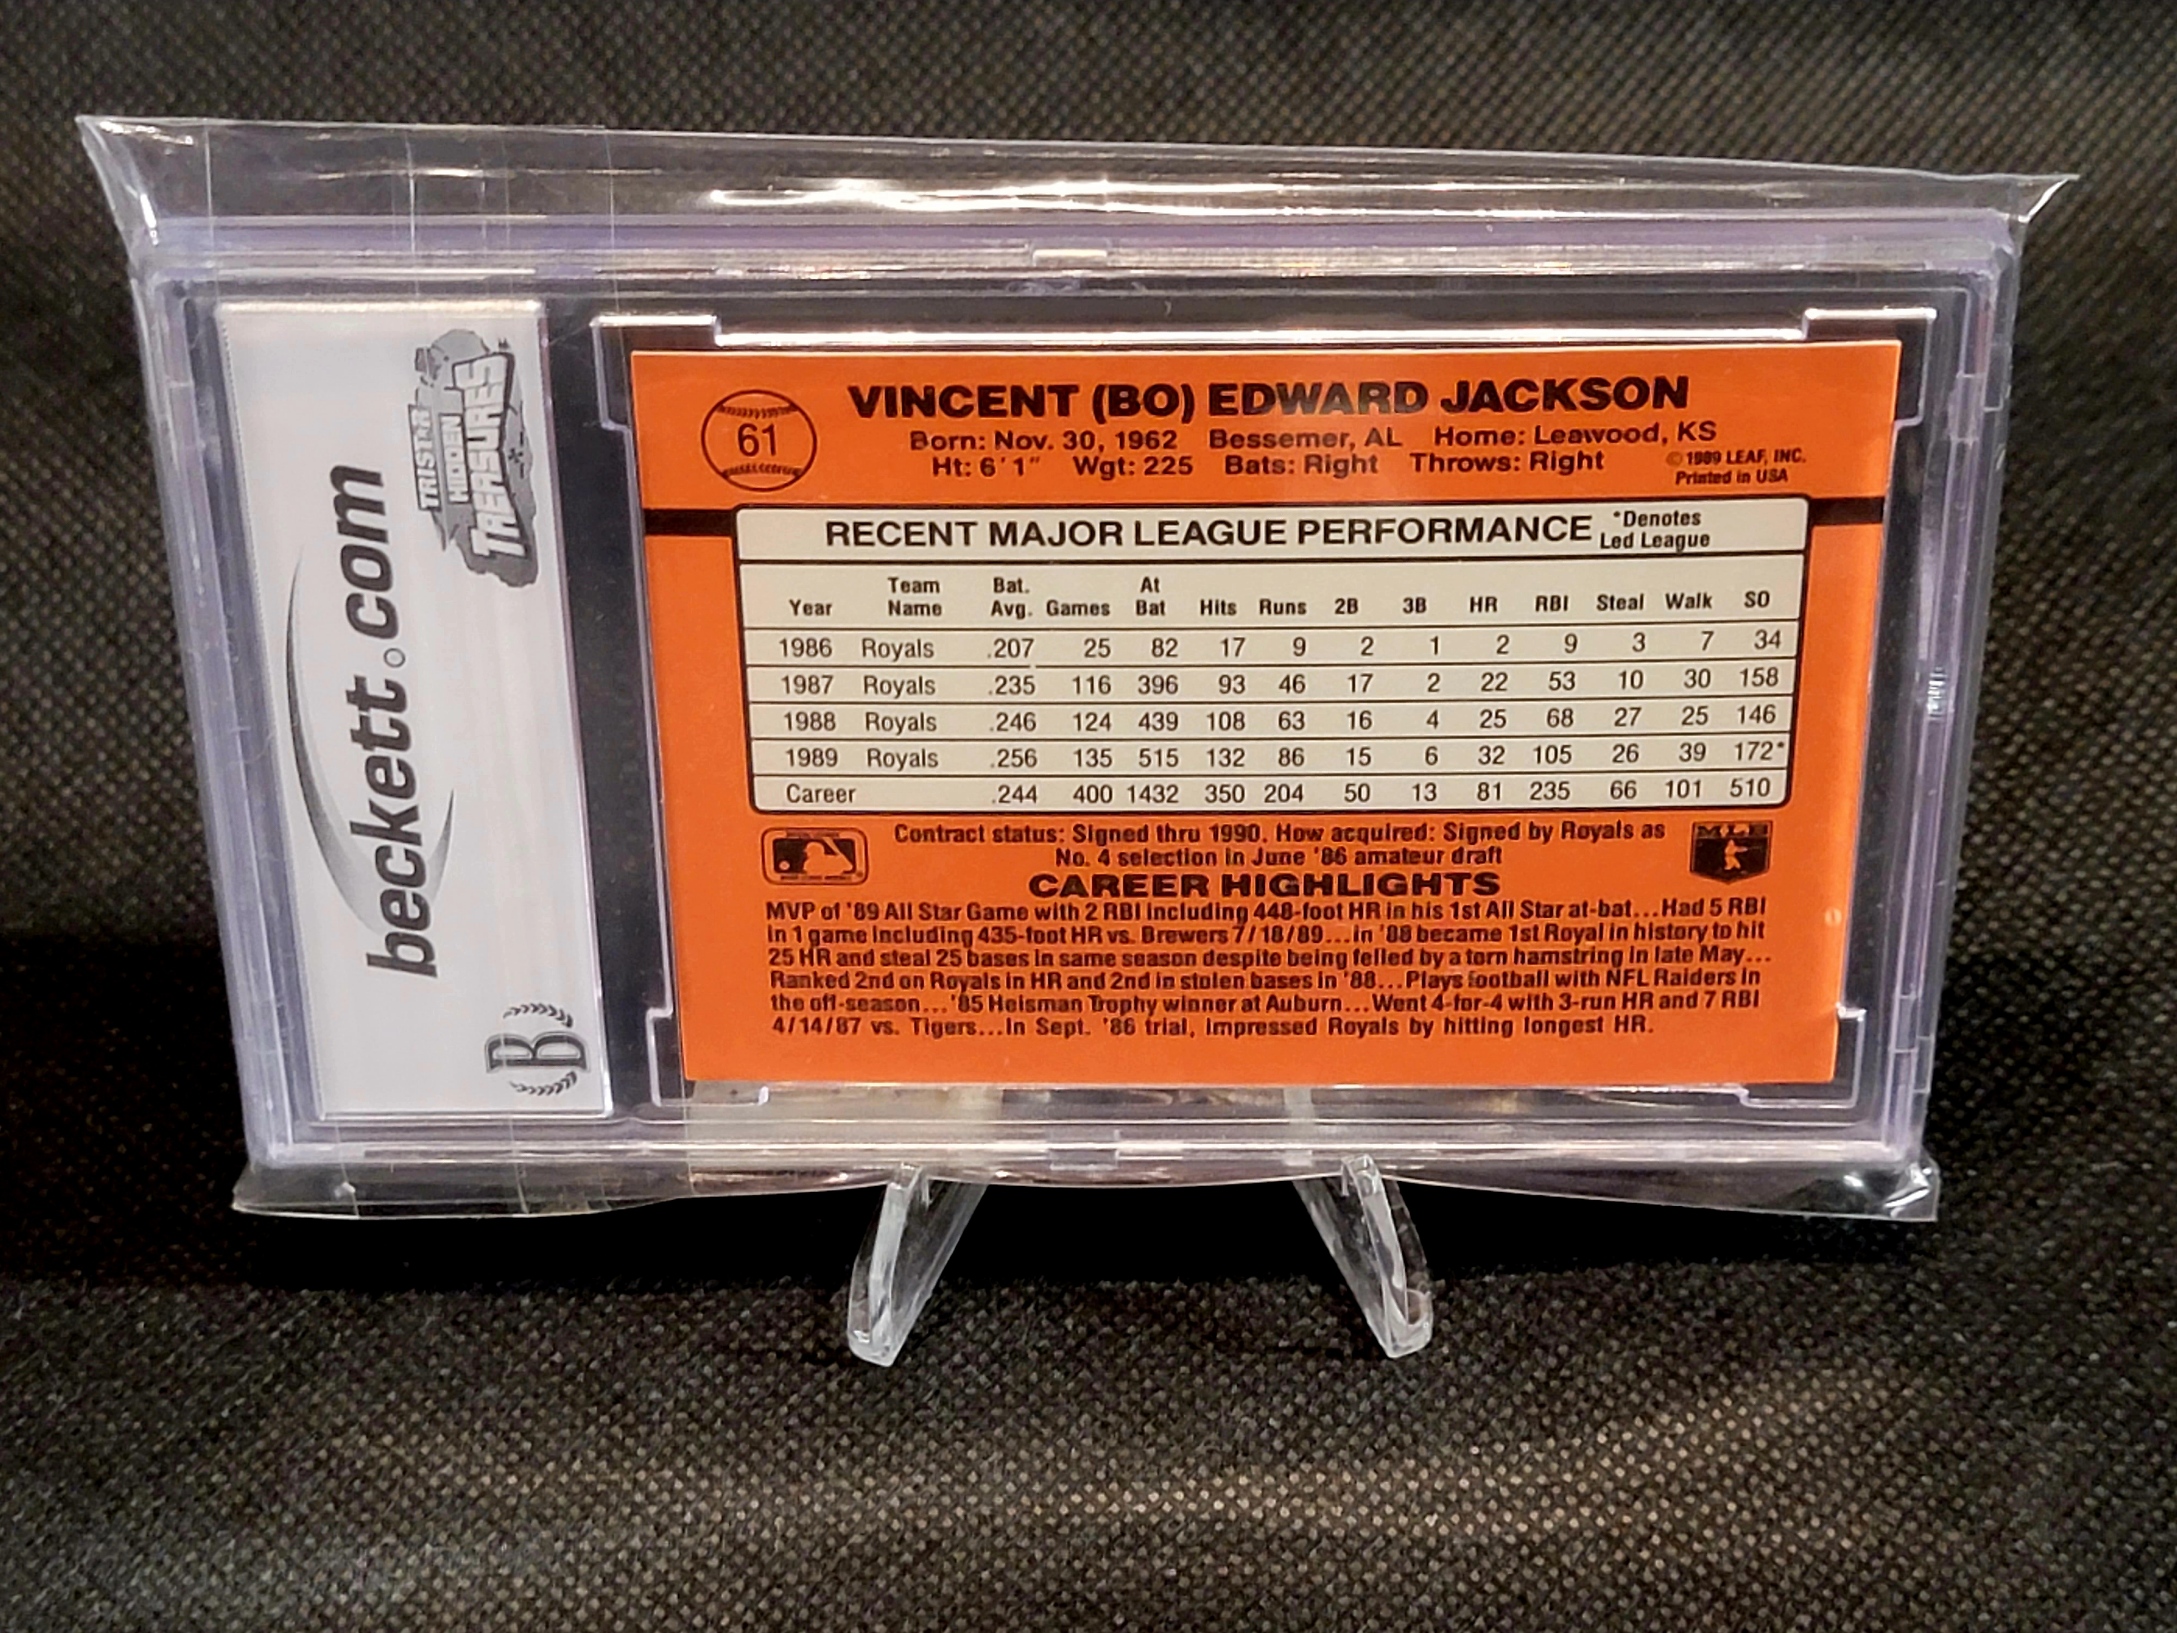 beckett.com
TRISTAR
HIDDEN
TREASURES
B
61
VINCENT (BO) EDWARD JACKSON
Born: Nov. 30, 1962 Bessemer, AL Home: Leawood, KS
Ht: 6'1" Wgt: 225 Bats: Right Throws: Right
© 1989 LEAF, INC.
Printed in USA
RECENT MAJOR LEAGUE PERFORMANCE
*Denotes
Led League
Year Team Name Bat. Avg. Games At Bat Hits Runs 2B 3B HR RBI Steal Walk SO
1986 Royals .207 25 82 17 9 2 1 2 9 3 7 34
1987 Royals .235 116 396 93 46 17 2 22 53 10 30 158
1988 Royals .246 124 439 108 63 16 4 25 68 27 25 146
1989 Royals .256 135 515 132 86 15 6 32 105 26 39 172*
Career .244 400 1432 350 204 50 13 81 235 66 101 510
Contract status: Signed thru 1990. How acquired: Signed by Royals as
No. 4 selection in June '86 amateur draft
CAREER HIGHLIGHTS
MVP of '89 All Star Game with 2 RBI including 448-foot HR in his 1st All Star at-bat...Had 5 RBI
in 1 game including 435-foot HR vs. Brewers 7/18/89...in '88 became 1st Royal in history to hit
25 HR and steal 25 bases in same season despite being felled by a torn hamstring in late May...
Ranked 2nd on Royals in HR and 2nd in stolen bases in '88...Plays football with NFL Raiders in
the off-season...'85 Heisman Trophy winner at Auburn...Went 4-for-4 with 3-run HR and 7 RBI
4/14/87 vs. Tigers...In Sept. '86 trial, impressed Royals by hitting longest HR.